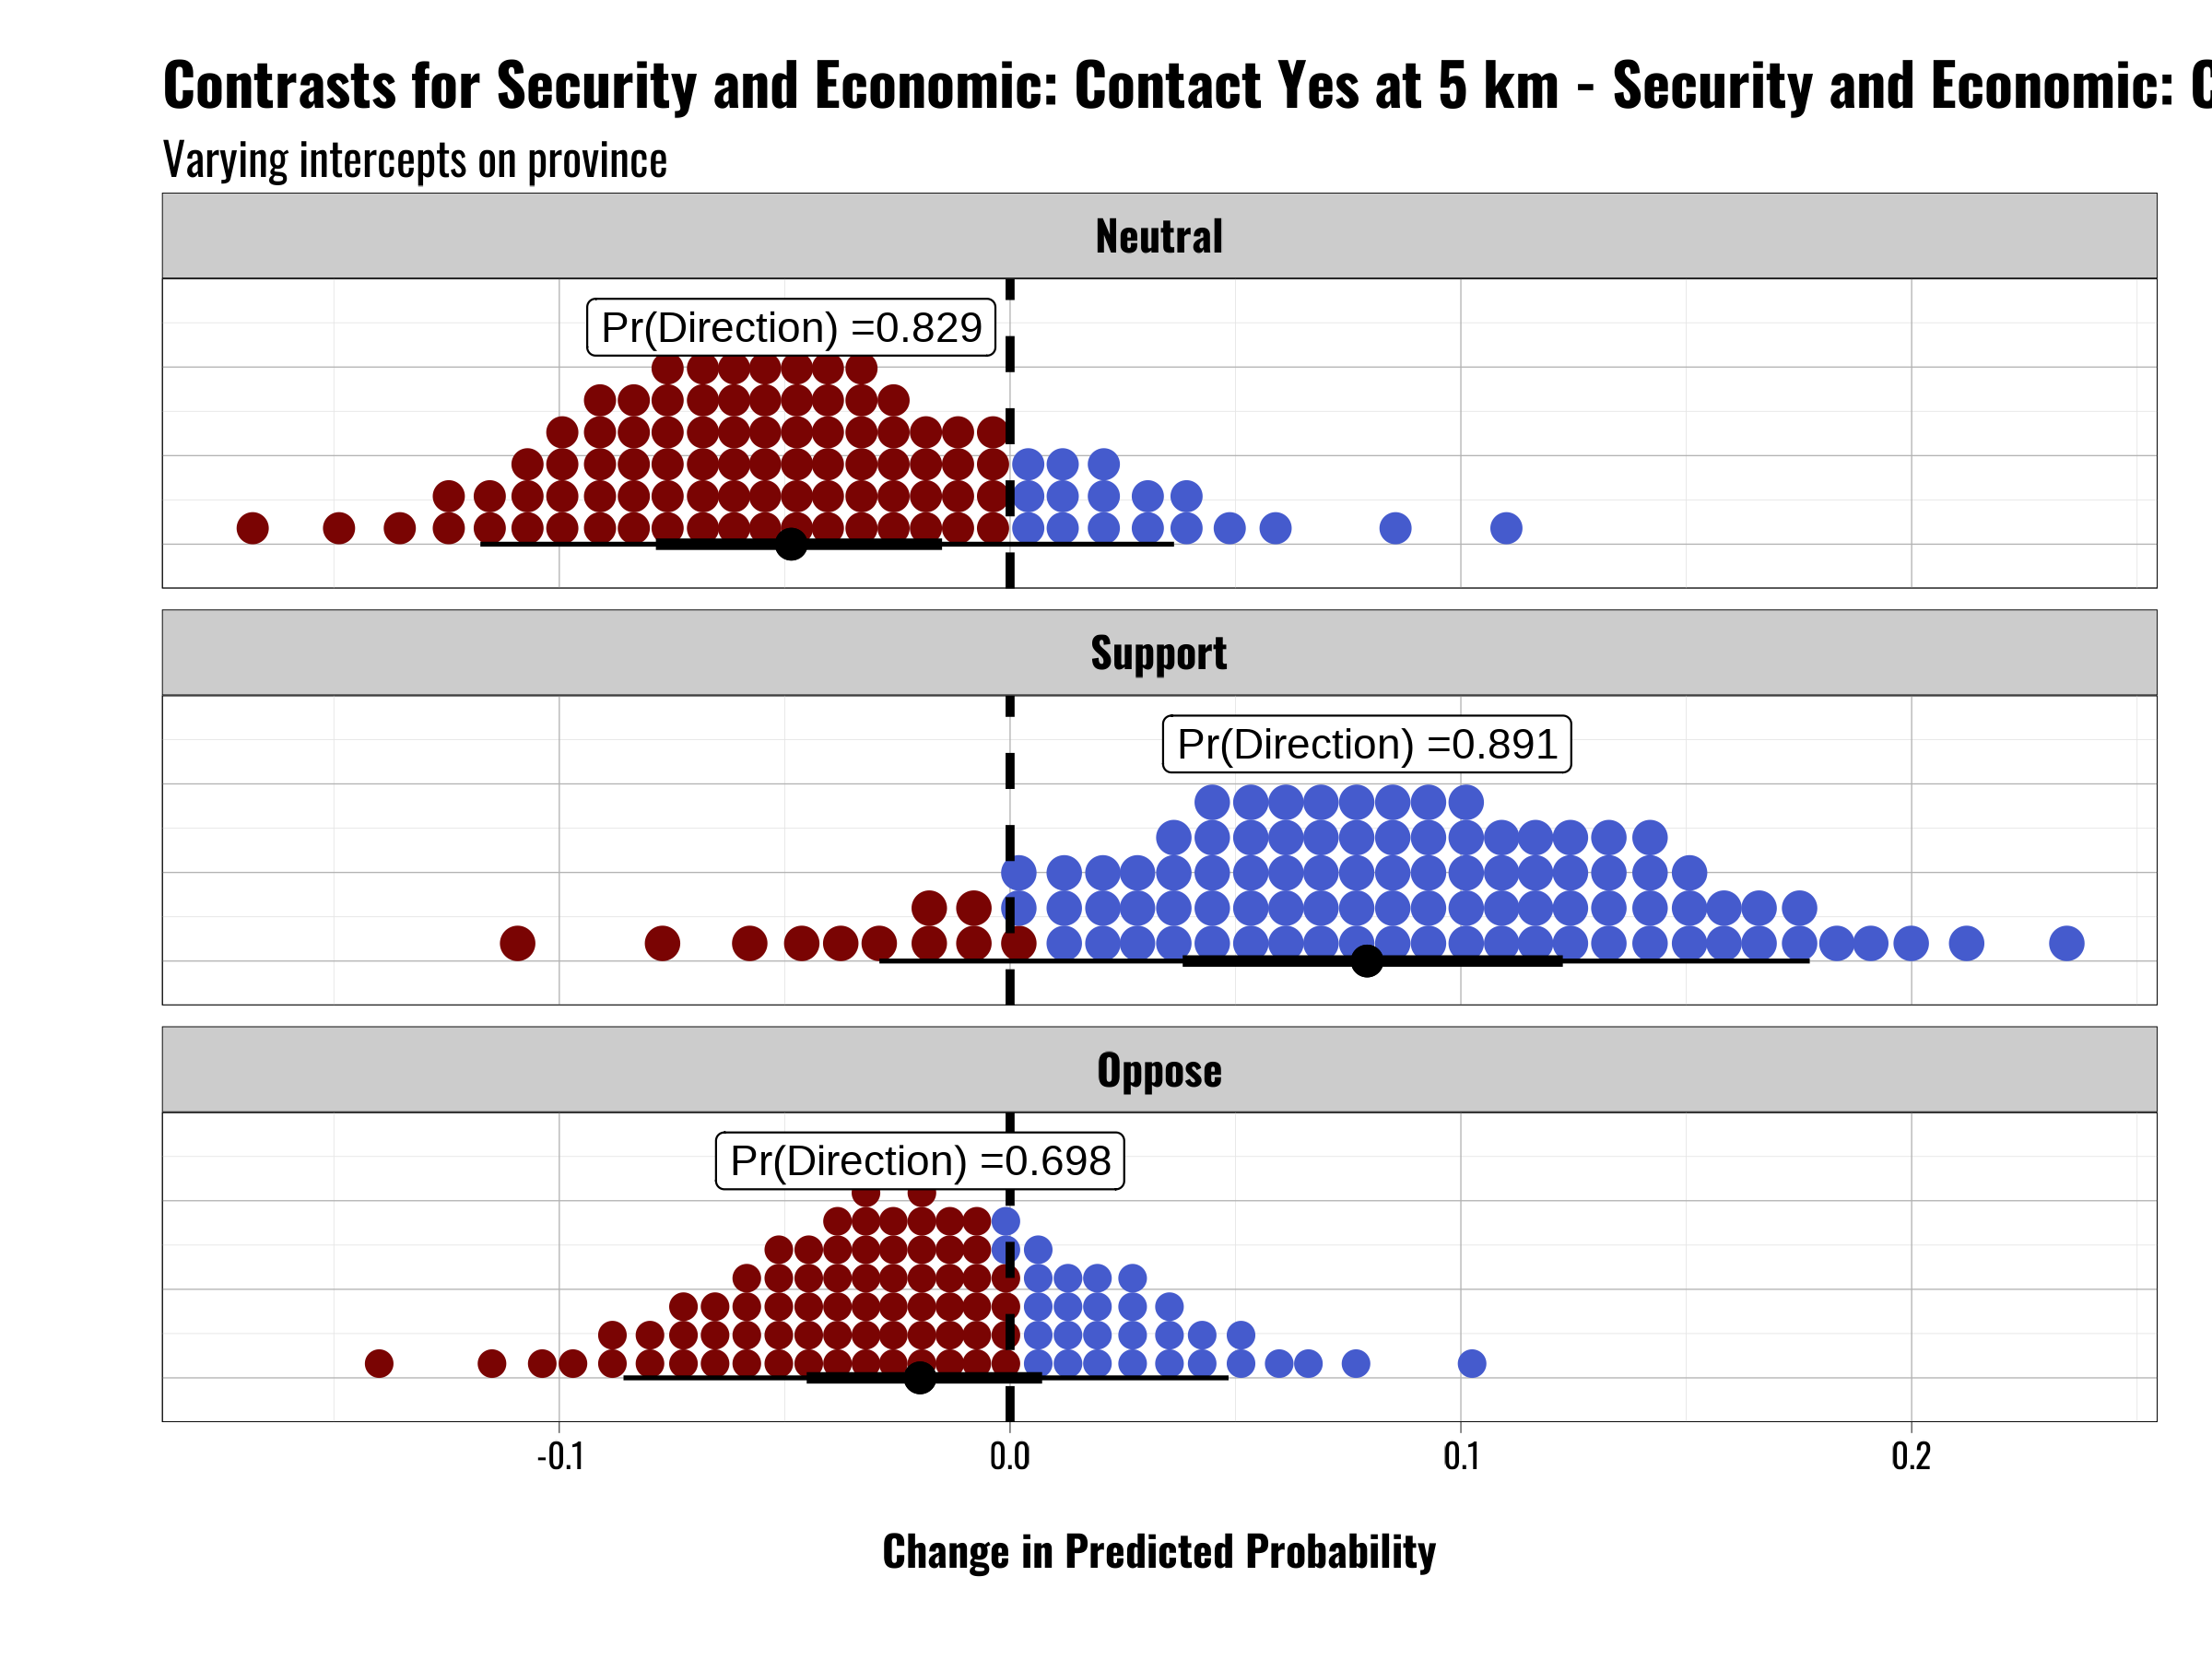 Contrasts for Security and Economic: Contact Yes at 5 km - Security and Economic:
Varying intercepts on province
Neutral
Pr(Direction) =0.829
Support
Pr(Direction) =0.891
Oppose
Pr(Direction) =0.698
-0.1 0.0 0.1 0.2
Change in Predicted Probability